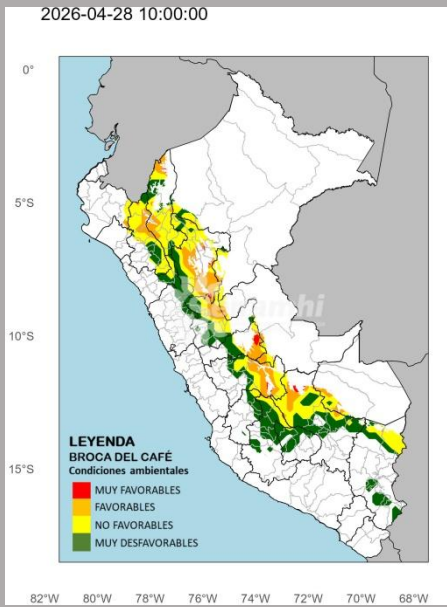 2026-04-28 10:00:00
0°
5°S
10°S
15°S
senamhi
LEYENDA
BROCA DEL CAFÉ
Condiciones ambientales
MUY FAVORABLES
FAVORABLES
NO FAVORABLES
MUY DESFAVORABLES
82°W 80°W 78°W 76°W 74°W 72°W 70°W 68°W